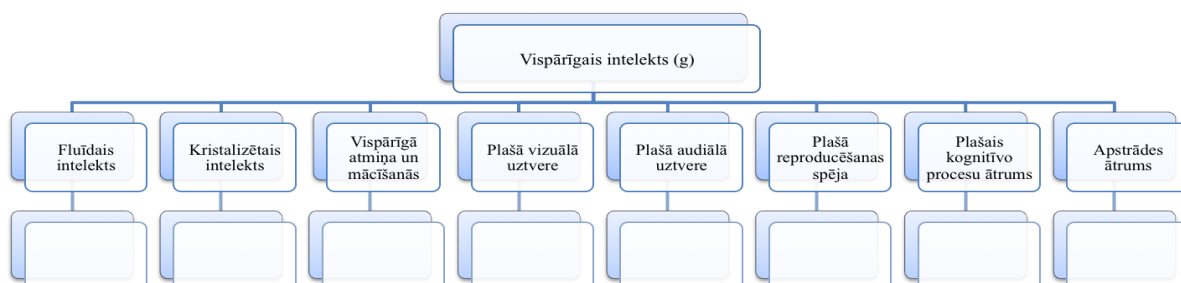 Vispārīgais intelekts (g)
Fluīdais
intelekts
Kristalizētais
intelekts
Vispārīgā
atmiņa un
mācīšanās
Plašā vizuālā
uztvere
Plašā audiālā
uztvere
Plašā
reproducēšanas
spēja
Plašais
kognitīvo
procesu ātrums
Apstrādes
ātrums